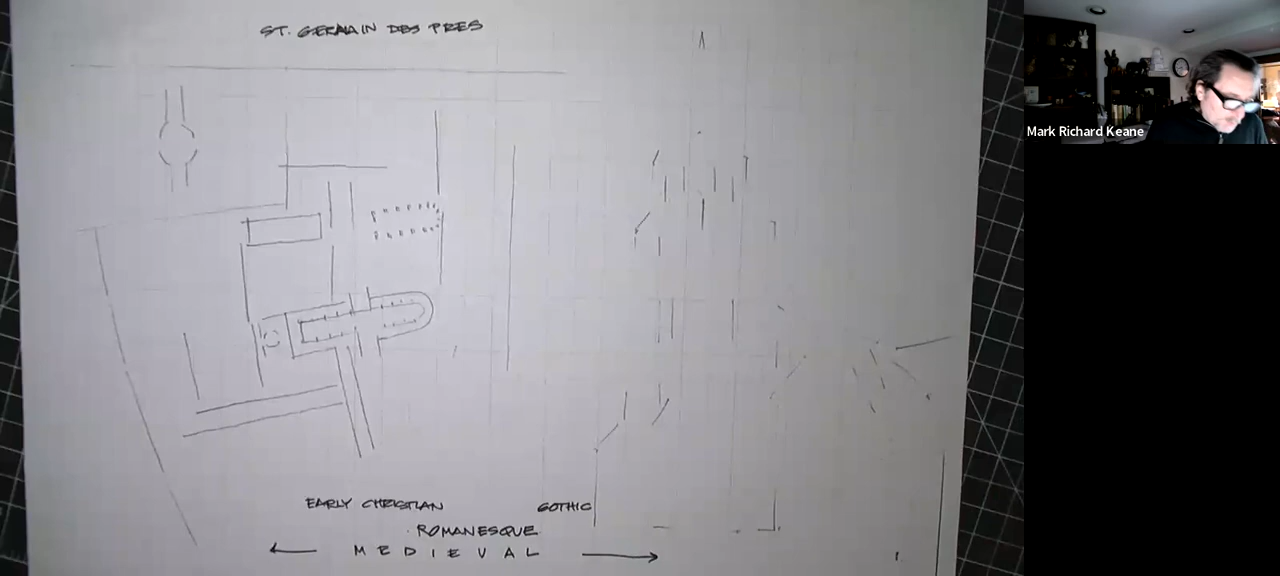 ST. GERMAIN DES PRES
Mark Richard Keane
EARLY CHRISTIAN GOTHIC
ROMANESQUE
MEDIEVAL